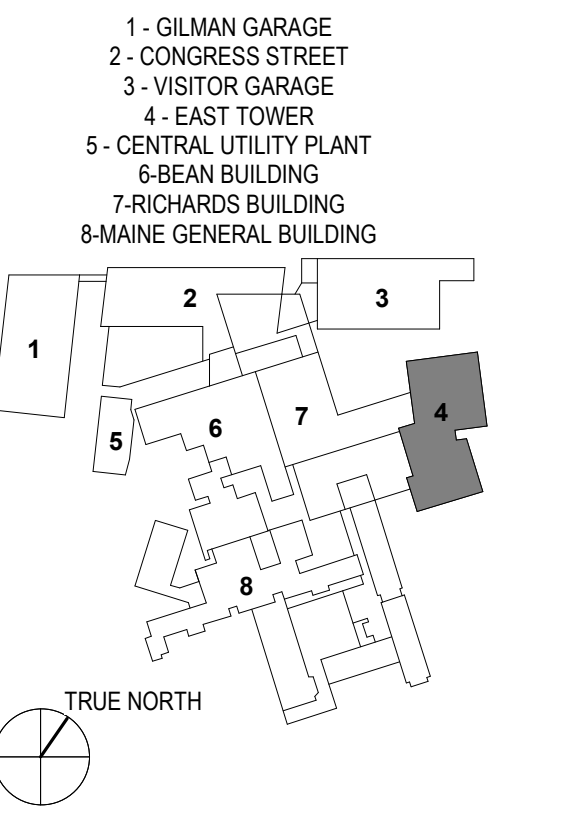 1 - GILMAN GARAGE
2 - CONGRESS STREET
3 - VISITOR GARAGE
4 - EAST TOWER
5 - CENTRAL UTILITY PLANT
6-BEAN BUILDING
7-RICHARDS BUILDING
8-MAINE GENERAL BUILDING
2
3
1
4
7
6
5
8
TRUE NORTH